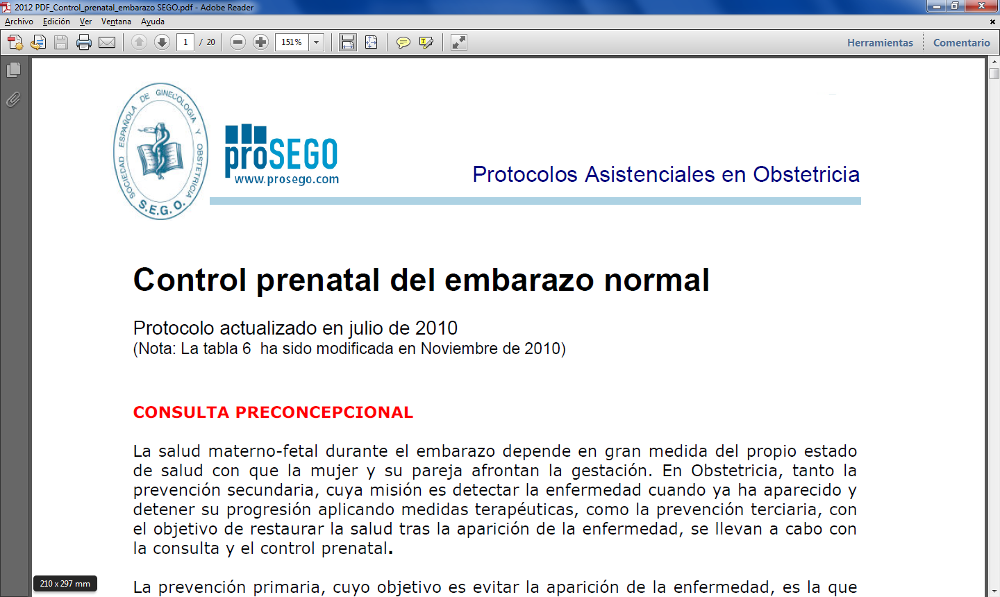 2012 PDF_Control_prenatal_embarazo SEGO.pdf - Adobe Reader
Archivo Edición Ver Ventana Ayuda
1 / 20 151% Herramientas Comentario
SOCIEDAD ESPAÑOLA DE GINECOLOGIA Y OBSTETRICIA
S.E.G.O.
proSEGO
www.prosego.com
Protocolos Asistenciales en Obstetricia
Control prenatal del embarazo normal
Protocolo actualizado en julio de 2010
(Nota: La tabla 6  ha sido modificada en Noviembre de 2010)
CONSULTA PRECONCEPCIONAL
La salud materno-fetal durante el embarazo depende en gran medida del propio estado
de salud con que la mujer y su pareja afrontan la gestación. En Obstetricia, tanto la
prevención secundaria, cuya misión es detectar la enfermedad cuando ya ha aparecido y
detener su progresión aplicando medidas terapéuticas, como la prevención terciaria, con
el objetivo de restaurar la salud tras la aparición de la enfermedad, se llevan a cabo con
la consulta y el control prenatal.
La prevención primaria, cuyo objetivo es evitar la aparición de la enfermedad, es la que
210 x 297 mm